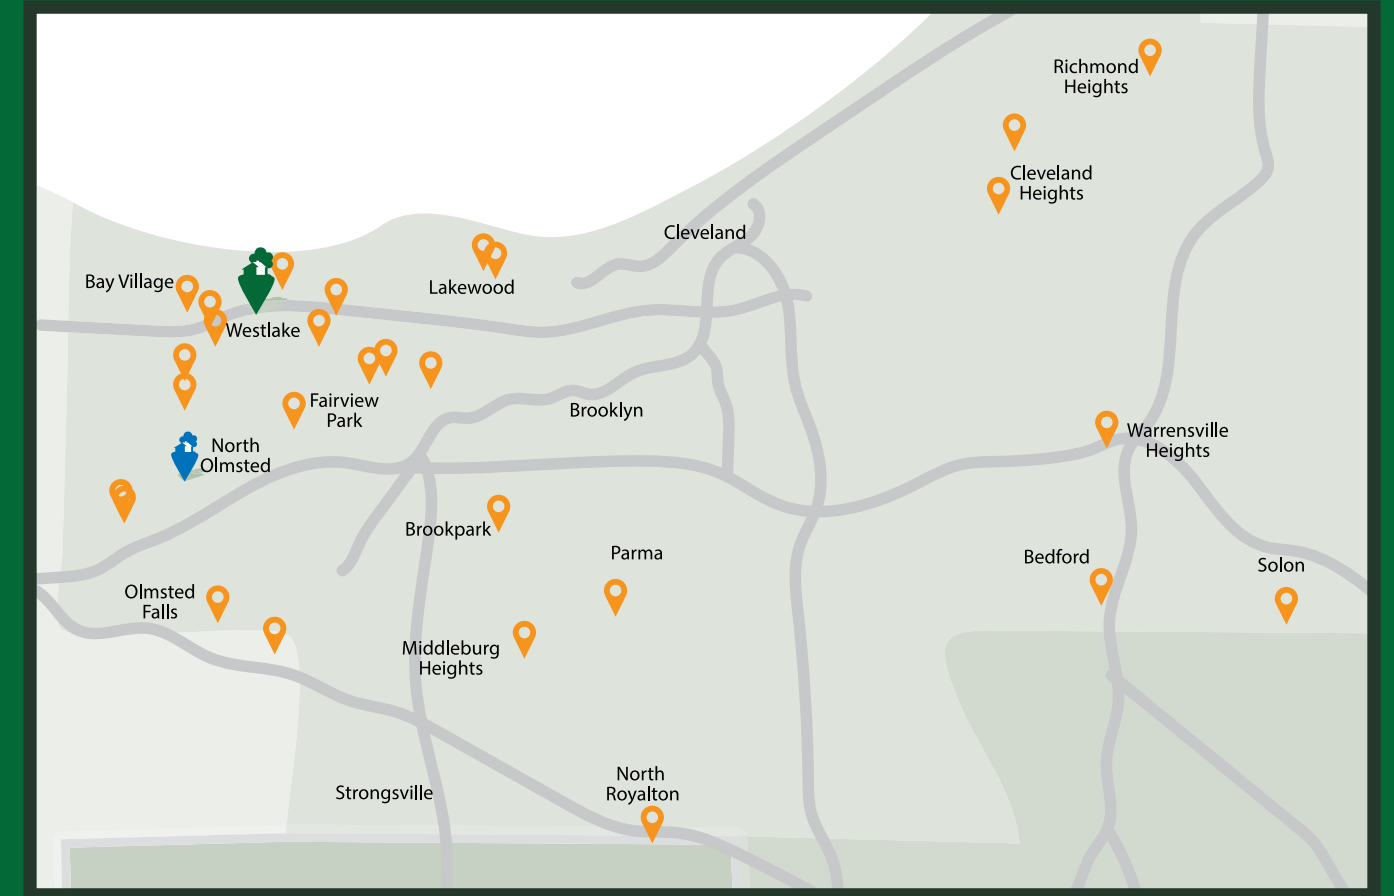 Richmond
Heights
Cleveland
Heights
Cleveland
Bay Village
Lakewood
Westlake
Fairview
Park
Brooklyn
Warrensville
Heights
North
Olmsted
Brookpark
Parma
Bedford
Solon
Olmsted
Falls
Middleburg
Heights
North
Royalton
Strongsville